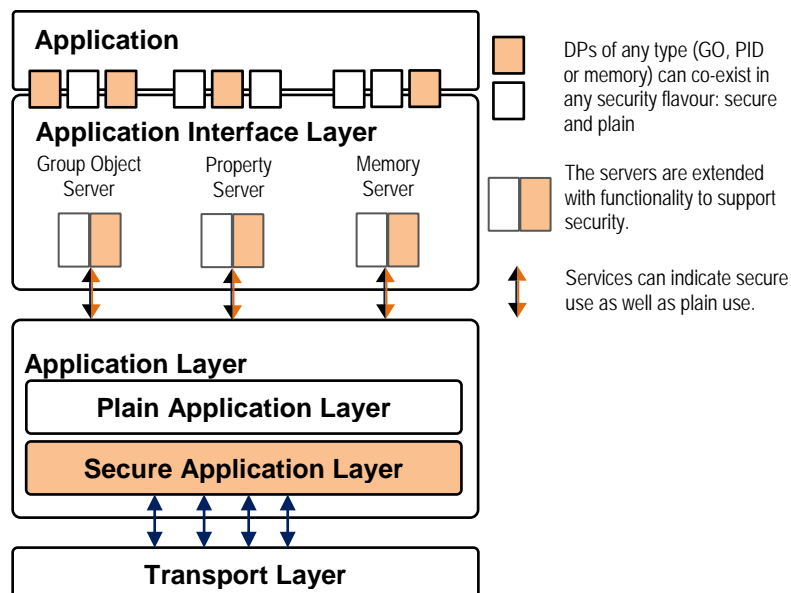 Application
Application Interface Layer
Group Object
Server
Property
Server
Memory
Server
Application Layer
Plain Application Layer
Secure Application Layer
Transport Layer
DPs of any type (GO, PID
or memory) can co-exist in
any security flavour: secure
and plain
The servers are extended
with functionality to support
security.
Services can indicate secure
use as well as plain use.